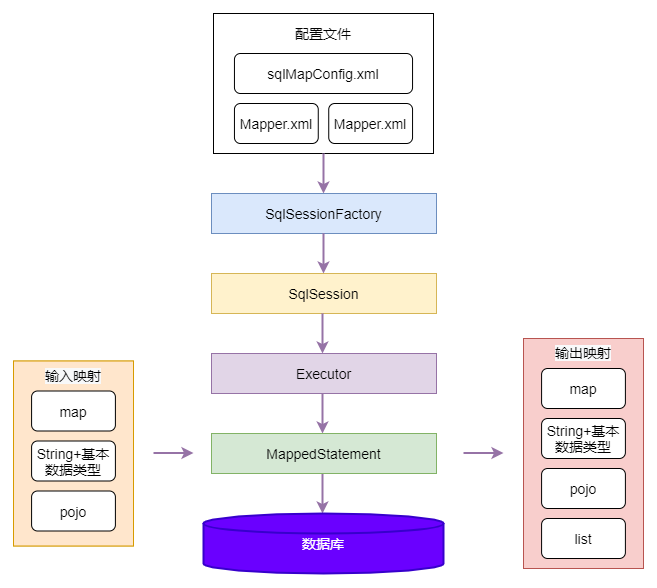 配置文件
sqlMapConfig.xml
Mapper.xml
Mapper.xml
SqlSessionFactory
SqlSession
Executor
MappedStatement
数据库
输入映射
map
String+基本
数据类型
pojo
输出映射
map
String+基本
数据类型
pojo
list